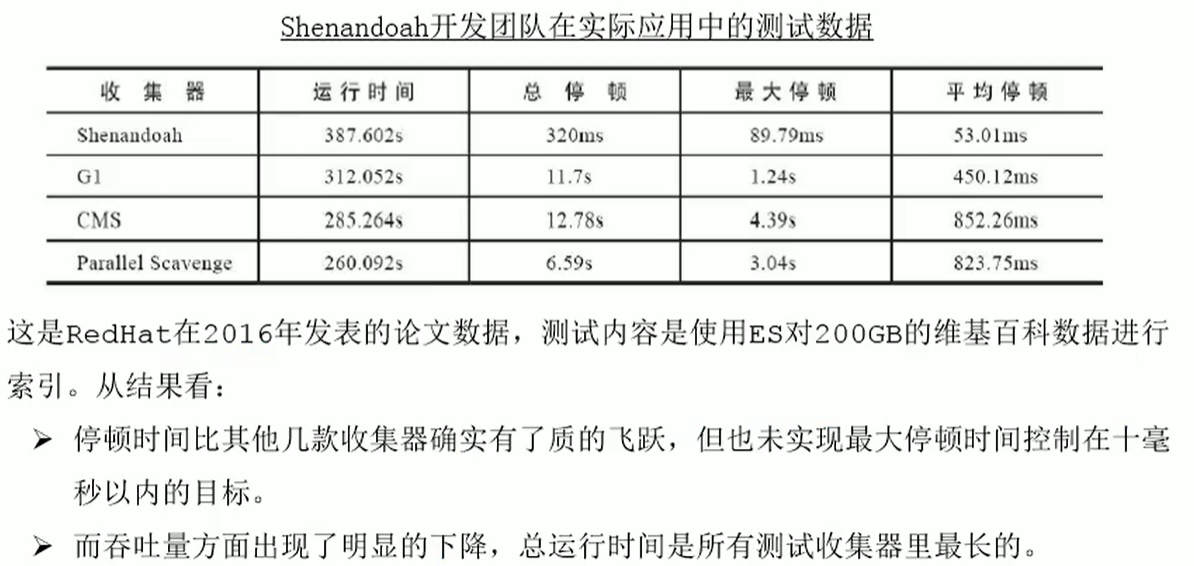 Shenandoah开发团队在实际应用中的测试数据
收集器 运行时间 总停顿 最大停顿 平均停顿
Shenandoah 387.602s 320ms 89.79ms 53.01ms
G1 312.052s 11.7s 1.24s 450.12ms
CMS 285.264s 12.78s 4.39s 852.26ms
Parallel Scavenge 260.092s 6.59s 3.04s 823.75ms
这是RedHat在2016年发表的论文数据，测试内容是使用ES对200GB的维基百科数据进行
索引。从结果看：
➢ 停顿时间比其他几款收集器确实有了质的飞跃，但也未实现最大停顿时间控制在十毫
秒以内的目标。
➢ 而吞吐量方面出现了明显的下降，总运行时间是所有测试收集器里最长的。